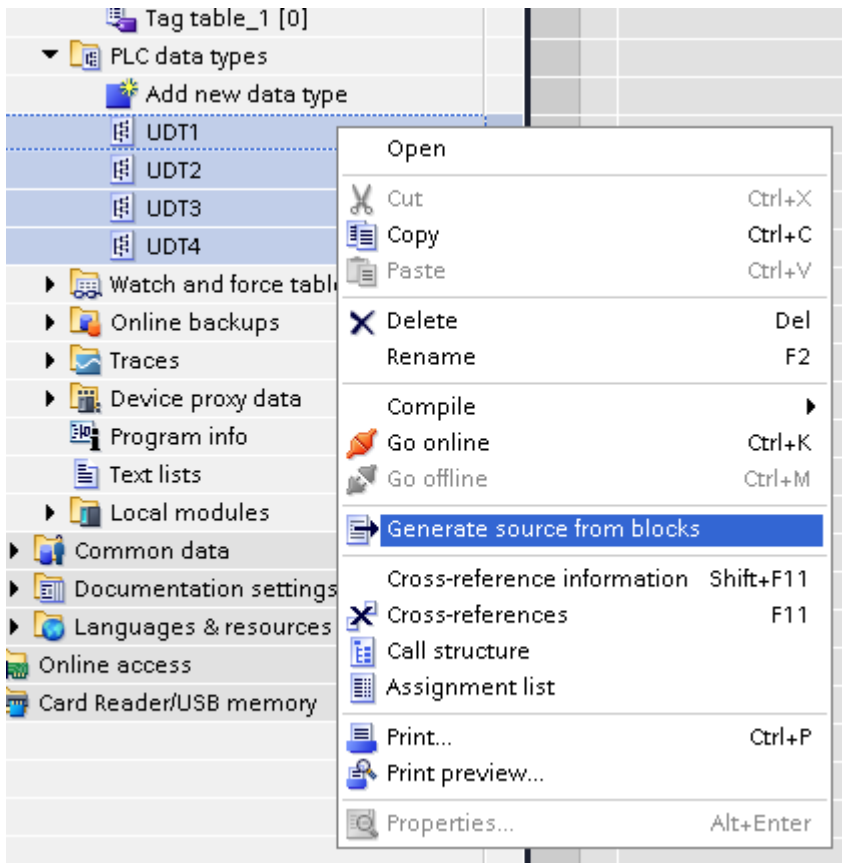 Tag table_1 [0]
PLC data types
Add new data type
UDT1
UDT2
UDT3
UDT4
Watch and force tabl
Online backups
Traces
Device proxy data
Program info
Text lists
Local modules
Common data
Documentation settings
Languages & resources
Online access
Card Reader/USB memory
Open
Cut Ctrl+X
Copy Ctrl+C
Paste Ctrl+V
Delete Del
Rename F2
Compile
Go online Ctrl+K
Go offline Ctrl+M
Generate source from blocks
Cross-reference information Shift+F11
Cross-references F11
Call structure
Assignment list
Print... Ctrl+P
Print preview...
Properties... Alt+Enter